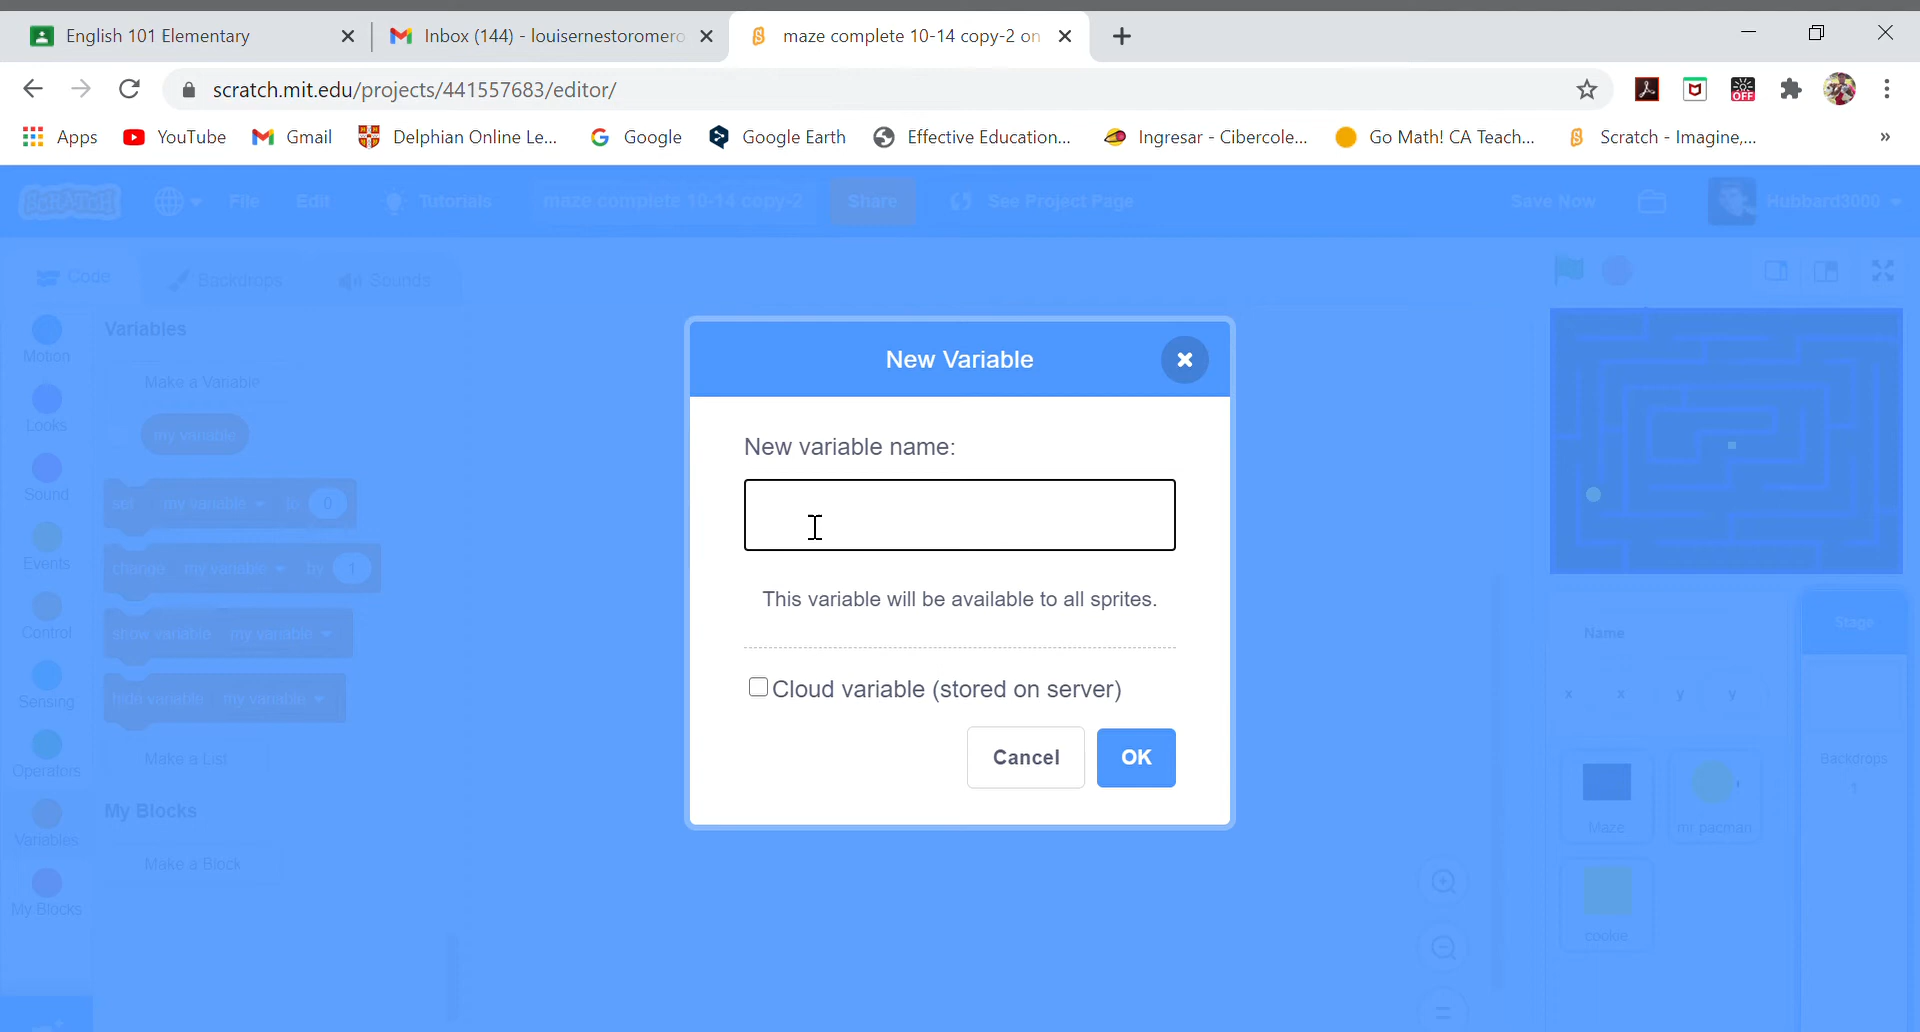 English 101 Elementary
Inbox (144) - louisernestoromero
maze complete 10-14 copy-2 on
scratch.mit.edu/projects/441557683/editor/
OFF
Apps
YouTube
Gmail
Delphian Online Le...
Google
Google Earth
Effective Education...
Ingresar - Cibercole...
Go Math! CA Teach...
Scratch - Imagine,...
»
SCRATCH
File
Edit
Tutorials
maze complete 10-14 copy-2
Share
See Project Page
Save Now
Hubbard3000
Code
Backdrops
Sounds
Motion
Looks
Sound
Events
Control
Sensing
Operators
Variables
My Blocks
Variables
Make a Variable
my variable
set my variable to 0
change my variable by 1
show variable my variable
hide variable my variable
Make a List
My Blocks
Make a Block
New Variable
New variable name:
This variable will be available to all sprites.
Cloud variable (stored on server)
Cancel
OK
Name
x x y y
Stage
Backdrops
1
Maze
mr pacman
cookie